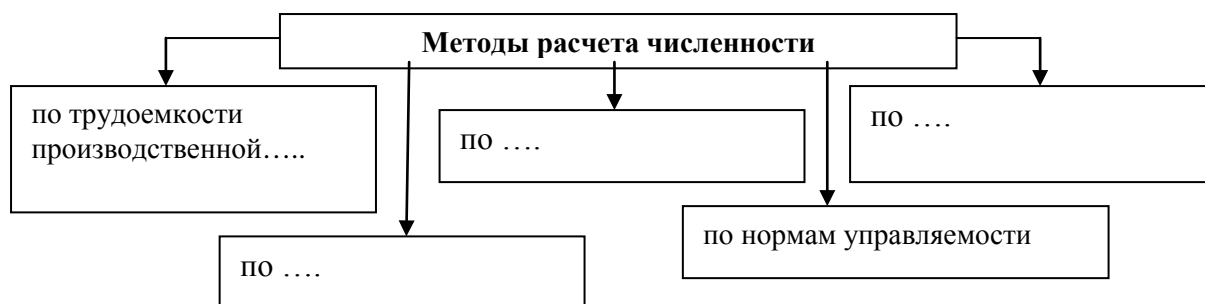 Методы расчета численности
по трудоемкости
производственной…..
по ….
по ….
по ….
по нормам управляемости